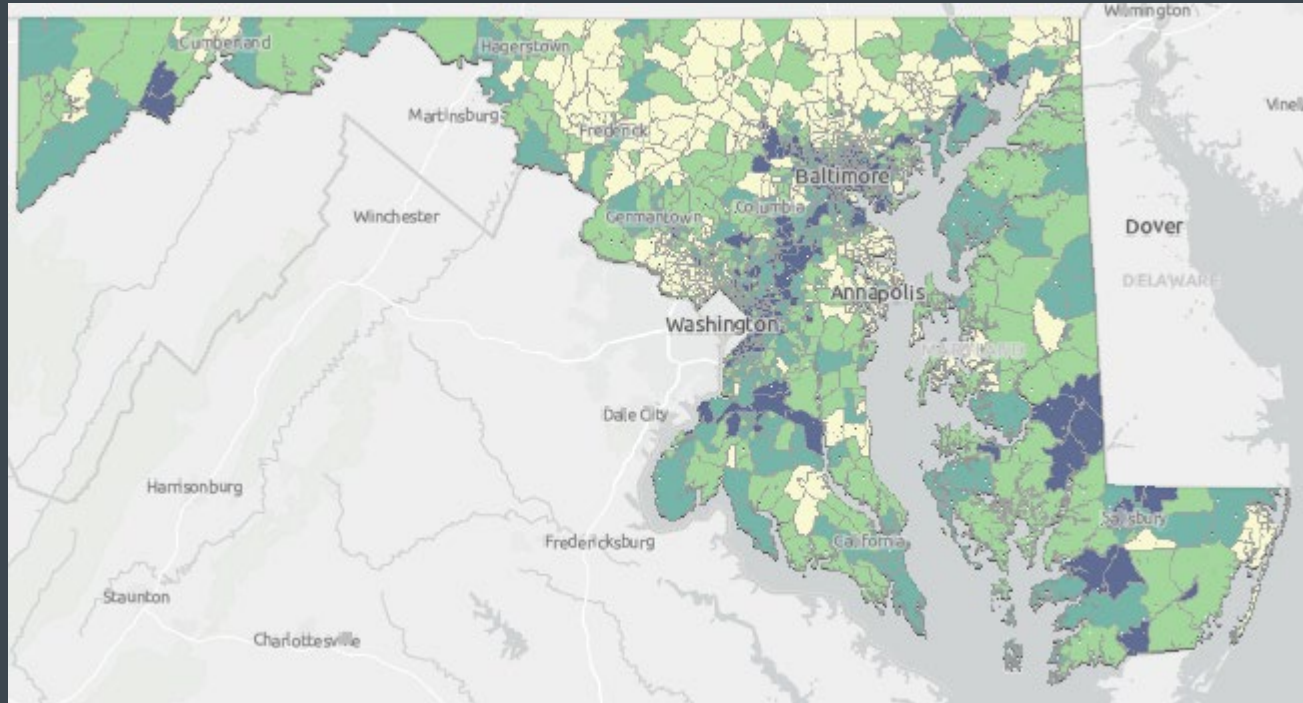 Wilmington
Cumberland
Hagerstown
Martinsburg
Frederick
Baltimore
Winchester
Germantown
Columbia
Dover
DELAWARE
Annapolis
Washington
MARYLAND
Dale City
Harrisonburg
Salisbury
Fredericksburg
California
Staunton
Charlottesville